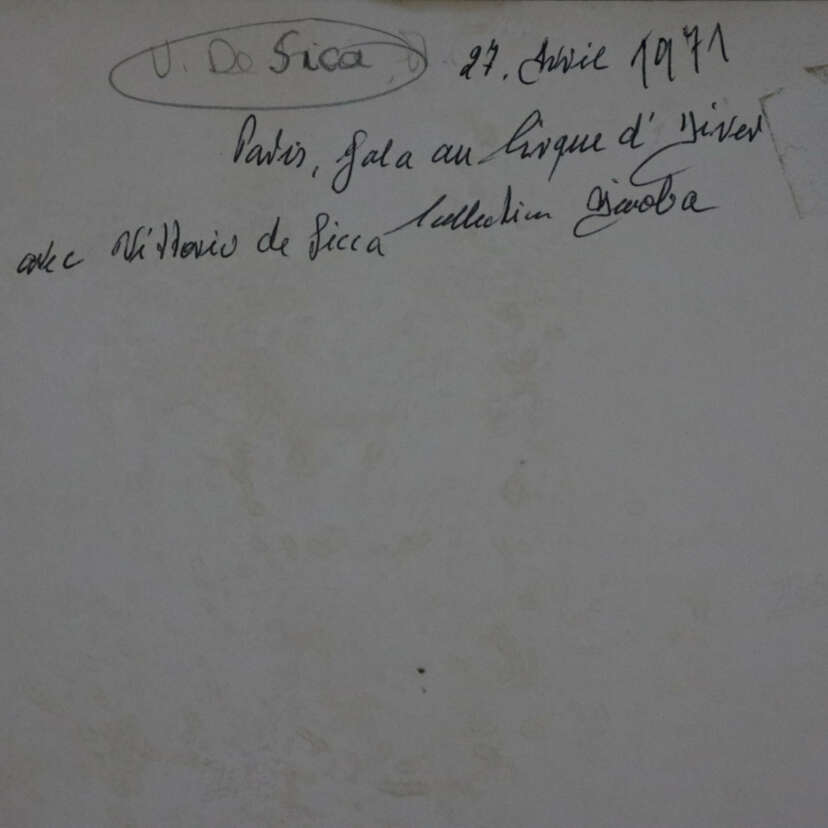 V. De Sica 27. Avril 1971
Paris, Gala au Cirque d'Hiver
avec Vittorio de Sicca Collection